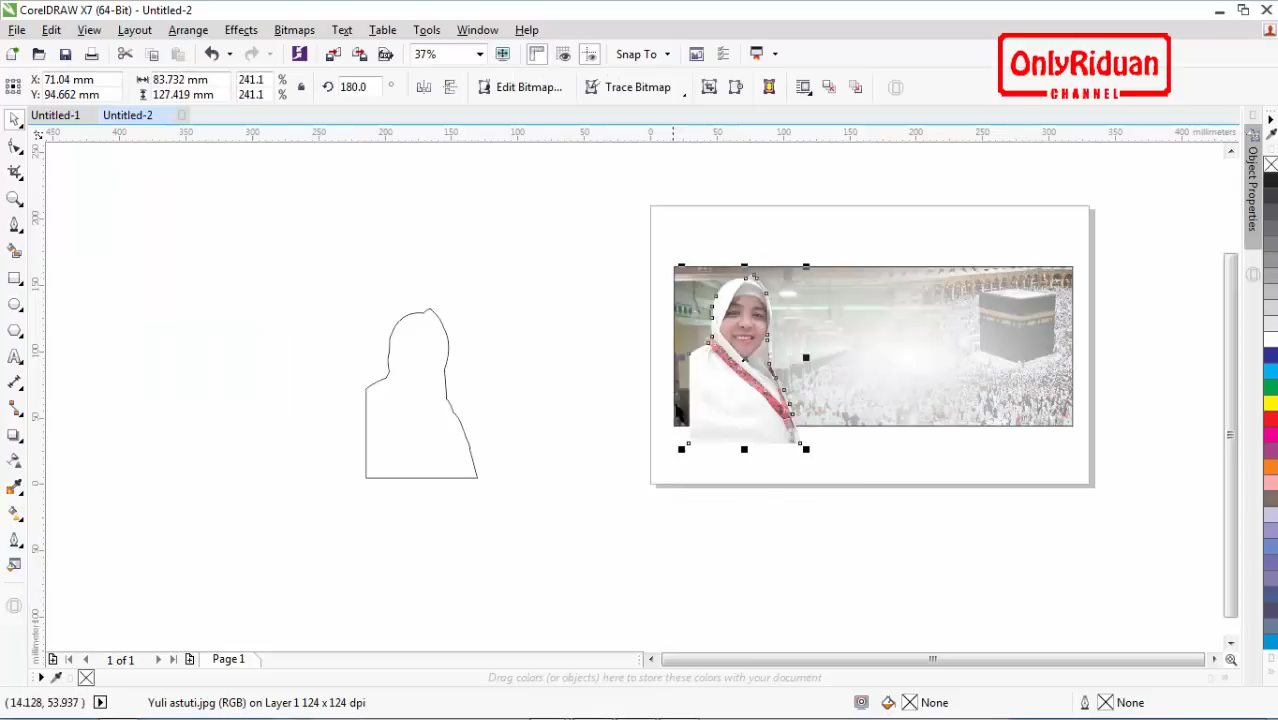 CorelDRAW X7 (64-Bit) - Untitled-2
File Edit View Layout Arrange Effects Bitmaps Text Table Tools Window Help
37% Snap To
OnlyRiduan
CHANNEL
X: 71.04 mm 83.732 mm 241.1 % 180.0 ° Edit Bitmap... Trace Bitmap
Y: 94.662 mm 127.419 mm 241.1 %
Untitled-1 Untitled-2
450 400 350 300 250 200 150 100 50 0 50 100 150 200 250 300 350 400 millimeters
Object Properties
1 of 1 Page 1
Drag colors (or objects) here to store these colors with your document
(14.128, 53.937) Yuli astuti.jpg (RGB) on Layer 1 124 x 124 dpi None None